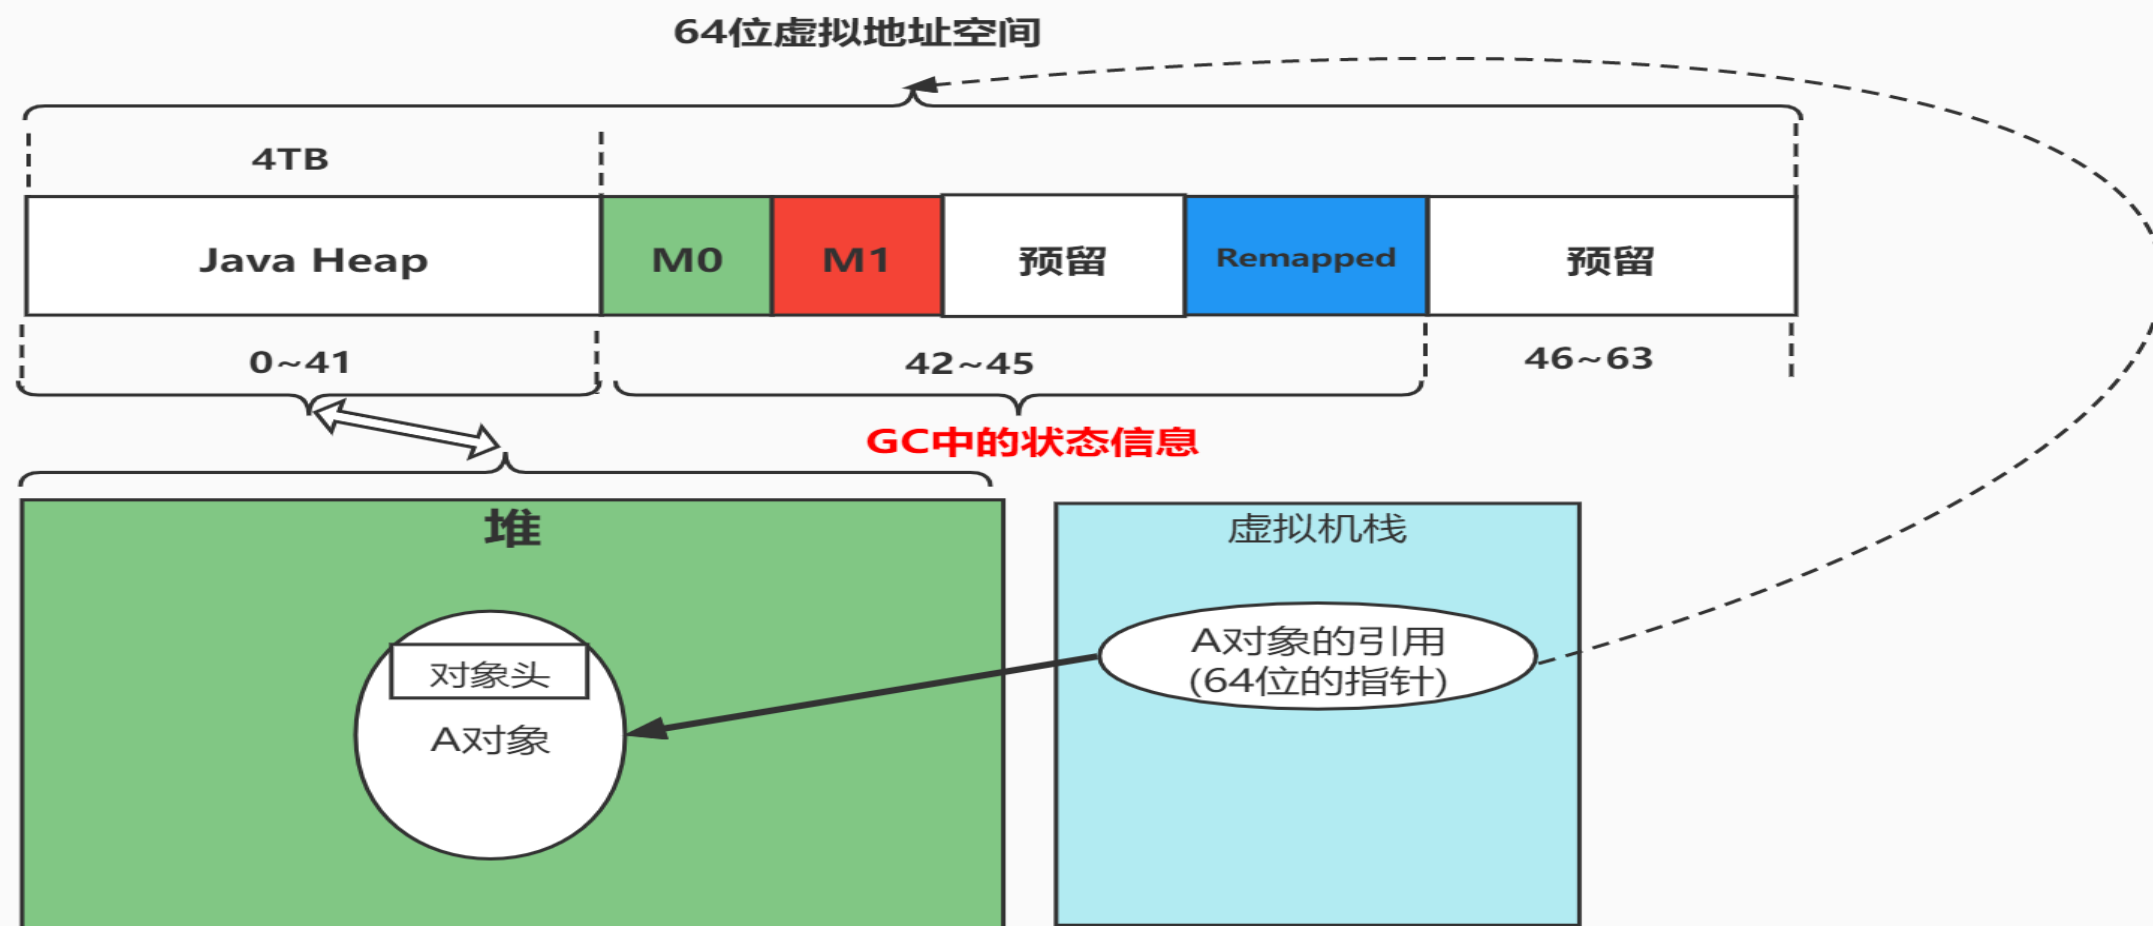 64位虚拟地址空间
4TB
Java Heap
M0
M1
预留
Remapped
预留
0~41
42~45
46~63
GC中的状态信息
堆
虚拟机栈
A对象的引用
(64位的指针)
对象头
A对象